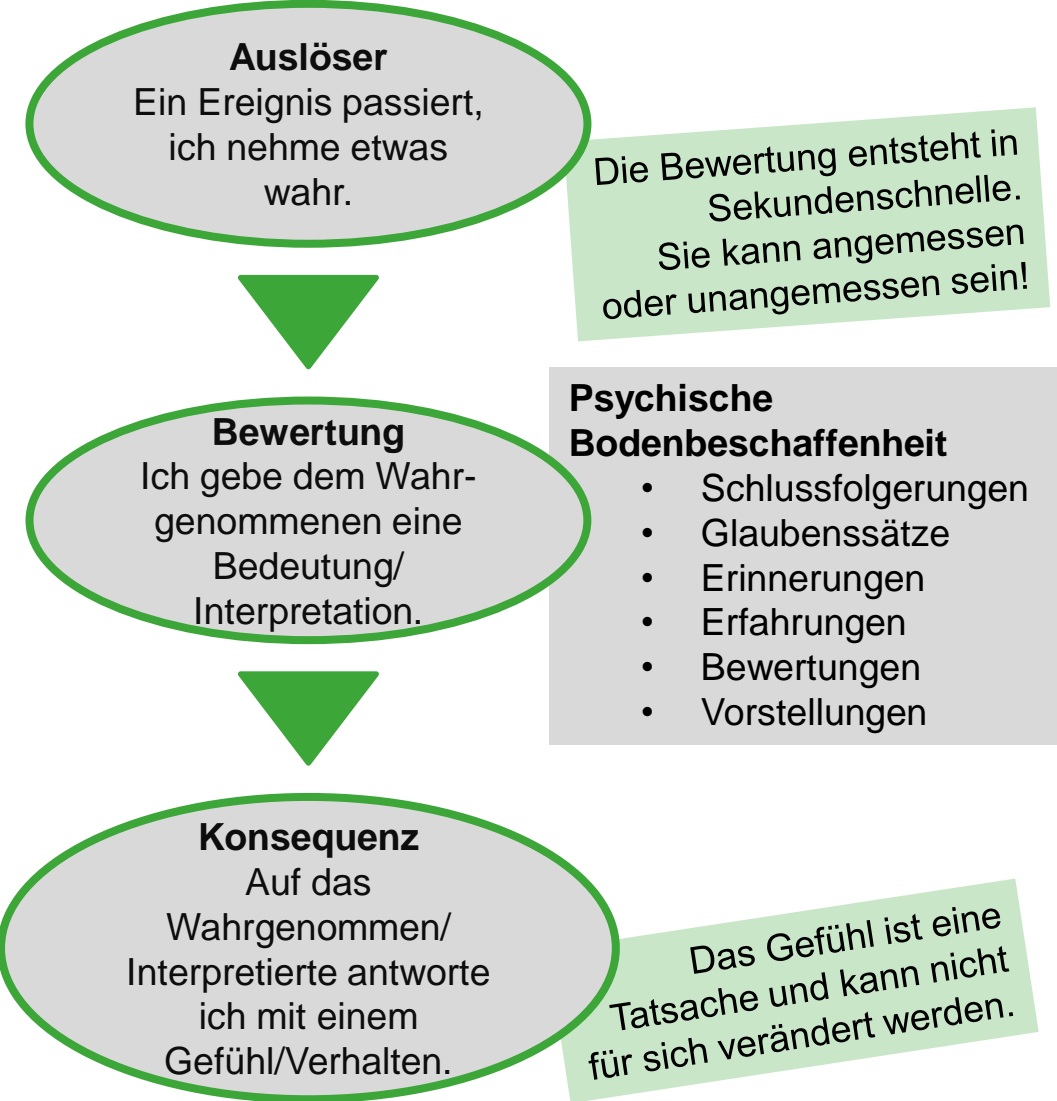 Auslöser
Ein Ereignis passiert,
ich nehme etwas
wahr.
Die Bewertung entsteht in
Sekundenschnelle.
Sie kann angemessen
oder unangemessen sein!
Bewertung
Ich gebe dem Wahr-
genommenen eine
Bedeutung/
Interpretation.
Psychische
Bodenbeschaffenheit
• Schlussfolgerungen
• Glaubenssätze
• Erinnerungen
• Erfahrungen
• Bewertungen
• Vorstellungen
Konsequenz
Auf das
Wahrgenommen/
Interpretierte antworte
ich mit einem
Gefühl/Verhalten.
Das Gefühl ist eine
Tatsache und kann nicht
für sich verändert werden.